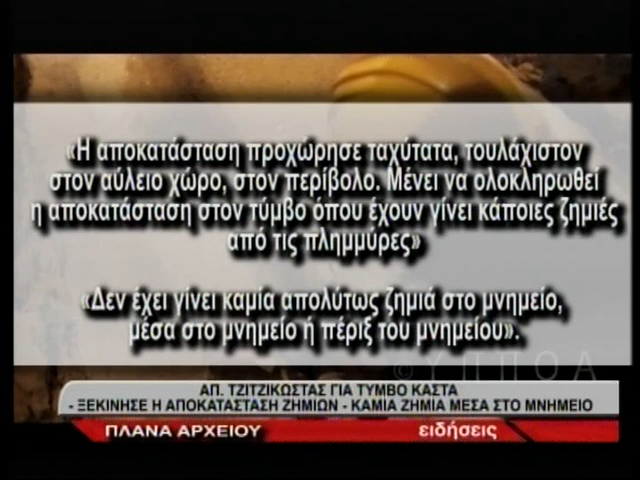 «Η αποκατάσταση προχώρησε ταχύτατα, τουλάχιστον
στον αύλειο χώρο, στον περίβολο. Μένει να ολοκληρωθεί
η αποκατάσταση στον τύμβο όπου έχουν γίνει κάποιες ζημιές
από τις πλημμύρες»
«Δεν έχει γίνει καμία απολύτως ζημιά στο μνημείο,
μέσα στο μνημείο ή πέριξ του μνημείου».
© ΥΠΠΟΑ
ΑΠ. ΤΖΙΤΖΙΚΩΣΤΑΣ ΓΙΑ ΤΥΜΒΟ ΚΑΣΤΑ
- ΞΕΚΙΝΗΣΕ Η ΑΠΟΚΑΤΑΣΤΑΣΗ ΖΗΜΙΩΝ - ΚΑΜΙΑ ΖΗΜΙΑ ΜΕΣΑ ΣΤΟ ΜΝΗΜΕΙΟ
ΠΛΑΝΑ ΑΡΧΕΙΟΥ ειδήσεις